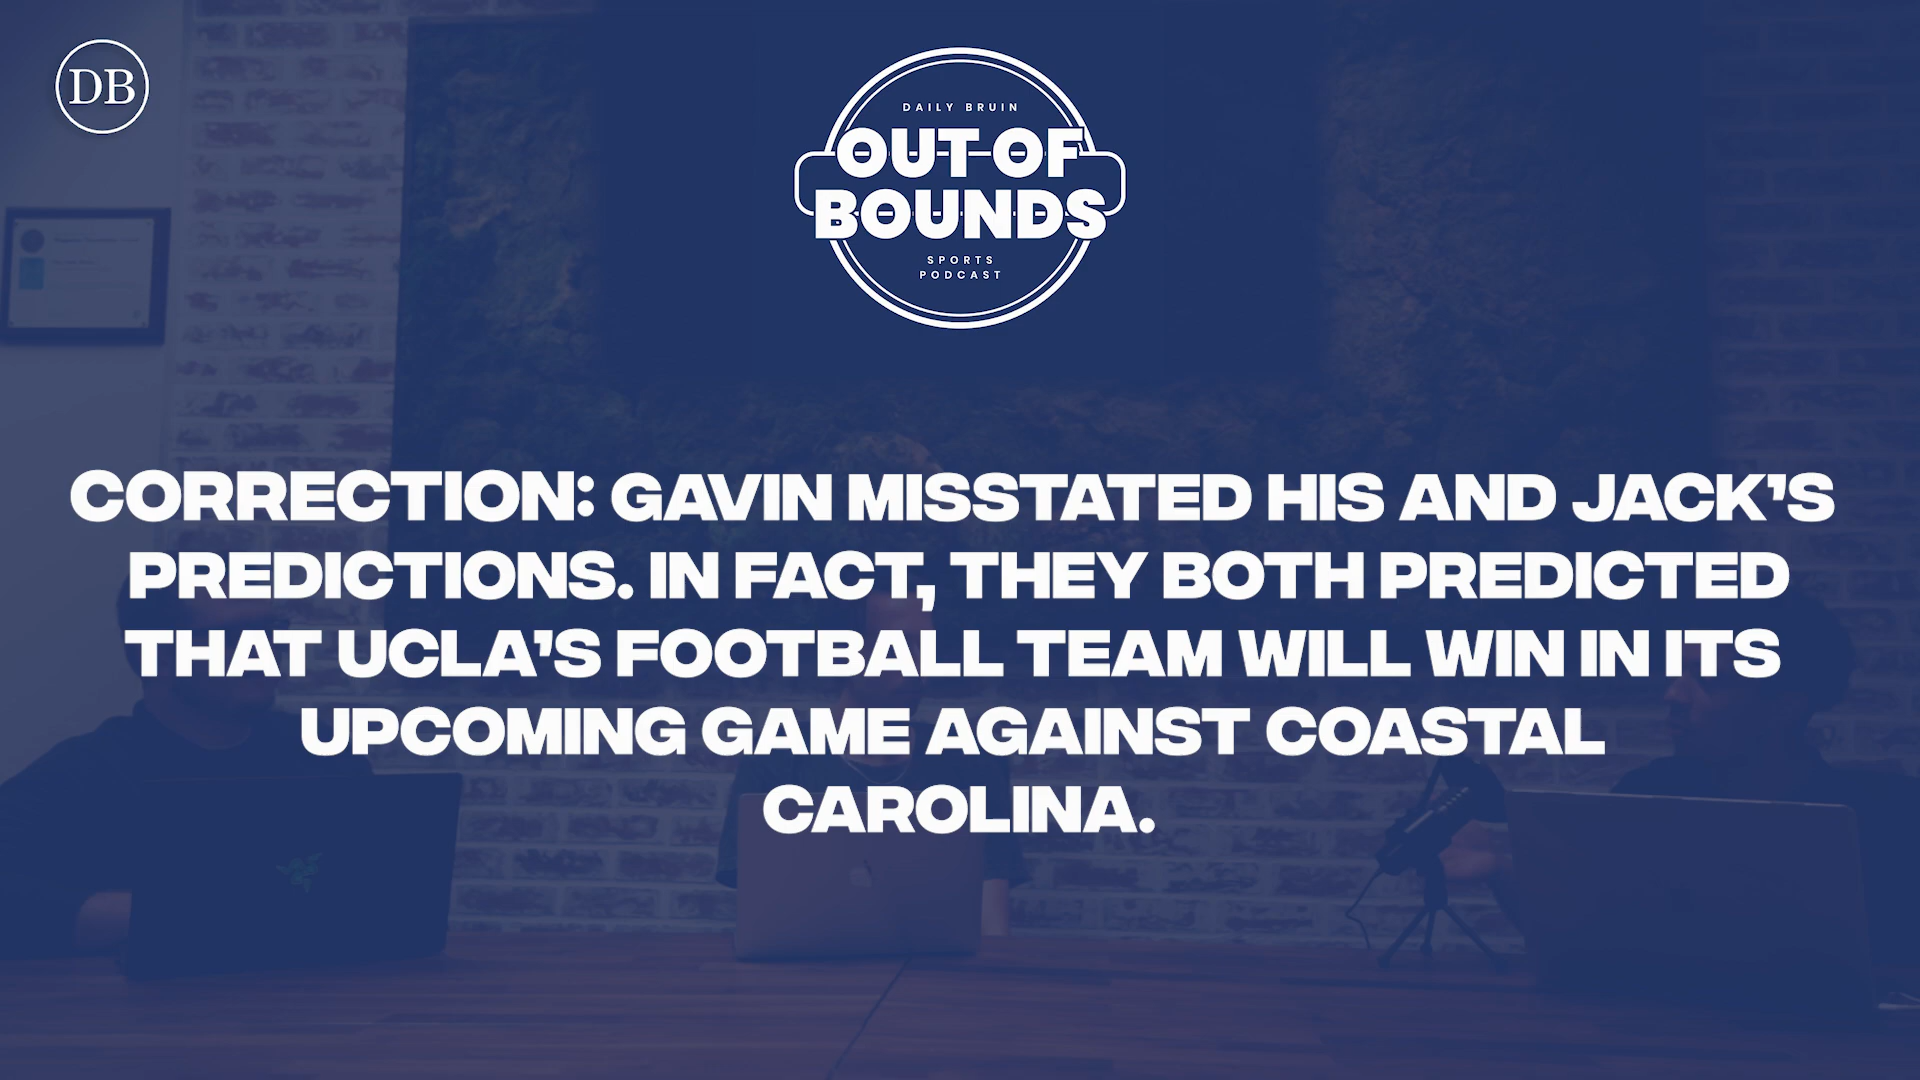 DB
DAILY BRUIN
OUT OF
BOUNDS
SPORTS
PODCAST
CORRECTION: GAVIN MISSTATED HIS AND JACK’S
PREDICTIONS. IN FACT, THEY BOTH PREDICTED
THAT UCLA’S FOOTBALL TEAM WILL WIN IN ITS
UPCOMING GAME AGAINST COASTAL
CAROLINA.